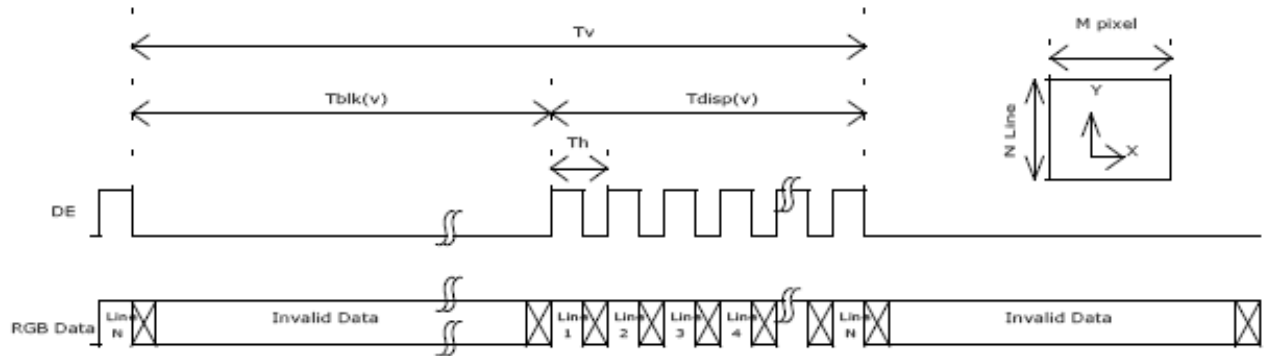 Tv
M pixel
Tblk(v)
Tdisp(v)
Y
N Line
Th
X
DE
RGB Data
Line
N
Invalid Data
Line
1
Line
2
Line
3
Line
4
Line
N
Invalid Data